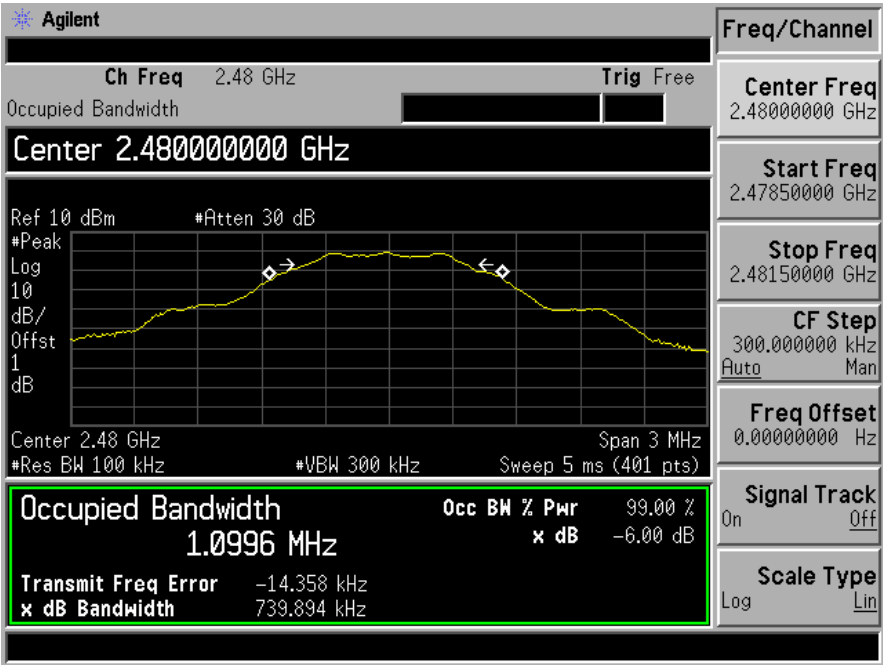 Agilent
Ch Freq 2.48 GHz Trig Free
Occupied Bandwidth
Center 2.480000000 GHz
Ref 10 dBm #Atten 30 dB
#Peak
Log
10
dB/
Offst
1
dB
Center 2.48 GHz Span 3 MHz
#Res BW 100 kHz #VBW 300 kHz Sweep 5 ms (401 pts)
Occupied Bandwidth
1.0996 MHz
Occ BW % Pwr 99.00 %
x dB -6.00 dB
Transmit Freq Error -14.358 kHz
x dB Bandwidth 739.894 kHz
Freq/Channel
Center Freq
2.48000000 GHz
Start Freq
2.47850000 GHz
Stop Freq
2.48150000 GHz
CF Step
300.000000 kHz
Auto Man
Freq Offset
0.00000000 Hz
Signal Track
On Off
Scale Type
Log Lin